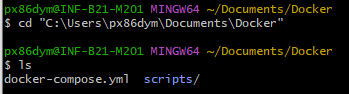 px86dym@INF-B21-M201 MINGW64 ~/Documents/Docker
$ cd "C:\Users\px86dym\Documents\Docker"
px86dym@INF-B21-M201 MINGW64 ~/Documents/Docker
$ ls
docker-compose.yml scripts/